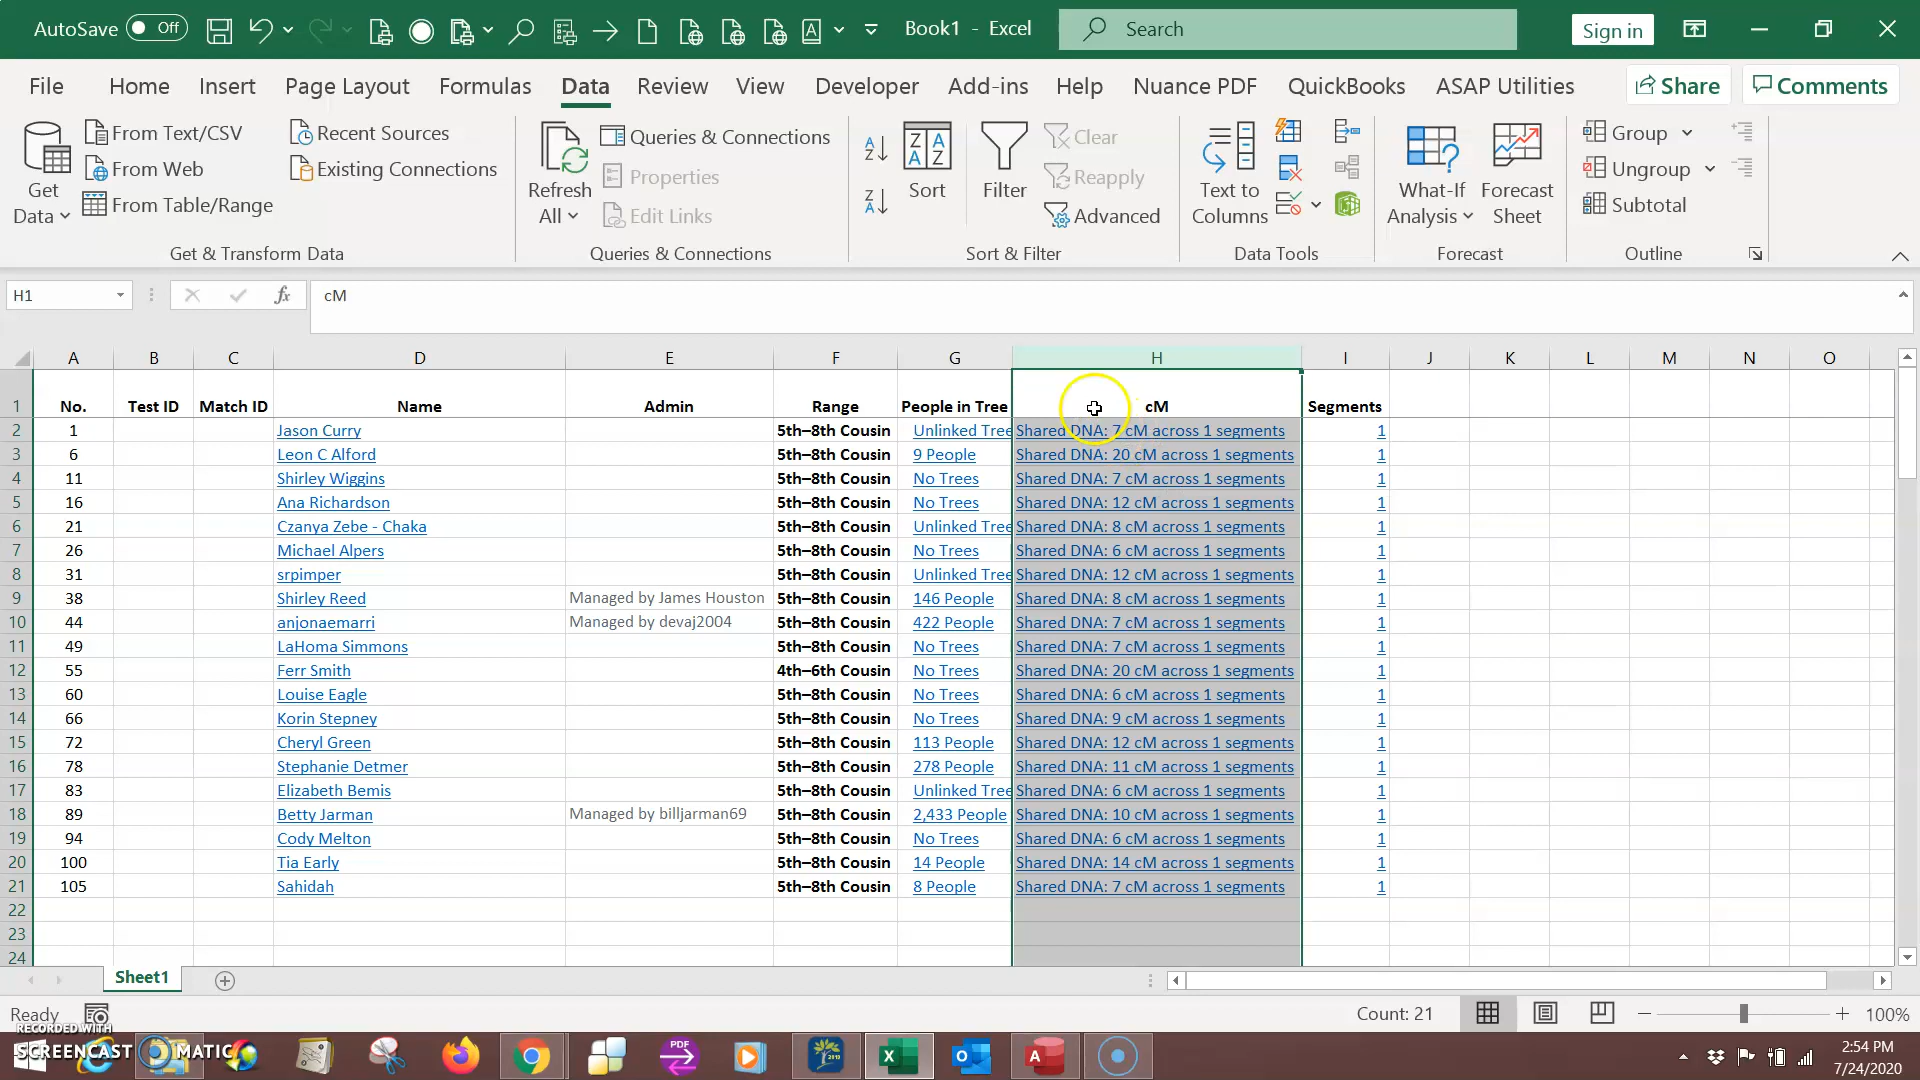 AutoSave Off Book1 - Excel Search Sign in
File Home Insert Page Layout Formulas Data Review View Developer Add-ins Help Nuance PDF QuickBooks ASAP Utilities Share Comments
Get Data
From Text/CSV
From Web
From Table/Range
Recent Sources
Existing Connections
Get & Transform Data
Refresh All
Queries & Connections
Properties
Edit Links
Queries & Connections
Sort
Filter
Clear
Reapply
Advanced
Sort & Filter
Text to Columns
Data Tools
What-If Analysis
Forecast Sheet
Forecast
Group
Ungroup
Subtotal
Outline
H1 fx cM
A B C D E F G H I J K L M N O
1 No. Test ID Match ID Name Admin Range People in Tree cM Segments
2 1 Jason Curry 5th–8th Cousin Unlinked Tree Shared DNA: 7 cM across 1 segments 1
3 6 Leon C Alford 5th–8th Cousin 9 People Shared DNA: 20 cM across 1 segments 1
4 11 Shirley Wiggins 5th–8th Cousin No Trees Shared DNA: 7 cM across 1 segments 1
5 16 Ana Richardson 5th–8th Cousin No Trees Shared DNA: 12 cM across 1 segments 1
6 21 Czanya Zebe - Chaka 5th–8th Cousin Unlinked Tree Shared DNA: 8 cM across 1 segments 1
7 26 Michael Alpers 5th–8th Cousin No Trees Shared DNA: 6 cM across 1 segments 1
8 31 srpimper 5th–8th Cousin Unlinked Tree Shared DNA: 12 cM across 1 segments 1
9 38 Shirley Reed Managed by James Houston 5th–8th Cousin 146 People Shared DNA: 8 cM across 1 segments 1
10 44 anjonaemarri Managed by devaj2004 5th–8th Cousin 422 People Shared DNA: 7 cM across 1 segments 1
11 49 LaHoma Simmons 5th–8th Cousin No Trees Shared DNA: 7 cM across 1 segments 1
12 55 Ferr Smith 4th–6th Cousin No Trees Shared DNA: 20 cM across 1 segments 1
13 60 Louise Eagle 5th–8th Cousin No Trees Shared DNA: 6 cM across 1 segments 1
14 66 Korin Stepney 5th–8th Cousin No Trees Shared DNA: 9 cM across 1 segments 1
15 72 Cheryl Green 5th–8th Cousin 113 People Shared DNA: 12 cM across 1 segments 1
16 78 Stephanie Detmer 5th–8th Cousin 278 People Shared DNA: 11 cM across 1 segments 1
17 83 Elizabeth Bemis 5th–8th Cousin Unlinked Tree Shared DNA: 6 cM across 1 segments 1
18 89 Betty Jarman Managed by billjarman69 5th–8th Cousin 2,433 People Shared DNA: 10 cM across 1 segments 1
19 94 Cody Melton 5th–8th Cousin No Trees Shared DNA: 6 cM across 1 segments 1
20 100 Tia Early 5th–8th Cousin 14 People Shared DNA: 14 cM across 1 segments 1
21 105 Sahidah 5th–8th Cousin 8 People Shared DNA: 7 cM across 1 segments 1
22
23
24
Sheet1
Ready Count: 21 100%
RECORDED WITH
SCREENCAST MATIC
PDF
2:54 PM
7/24/2020